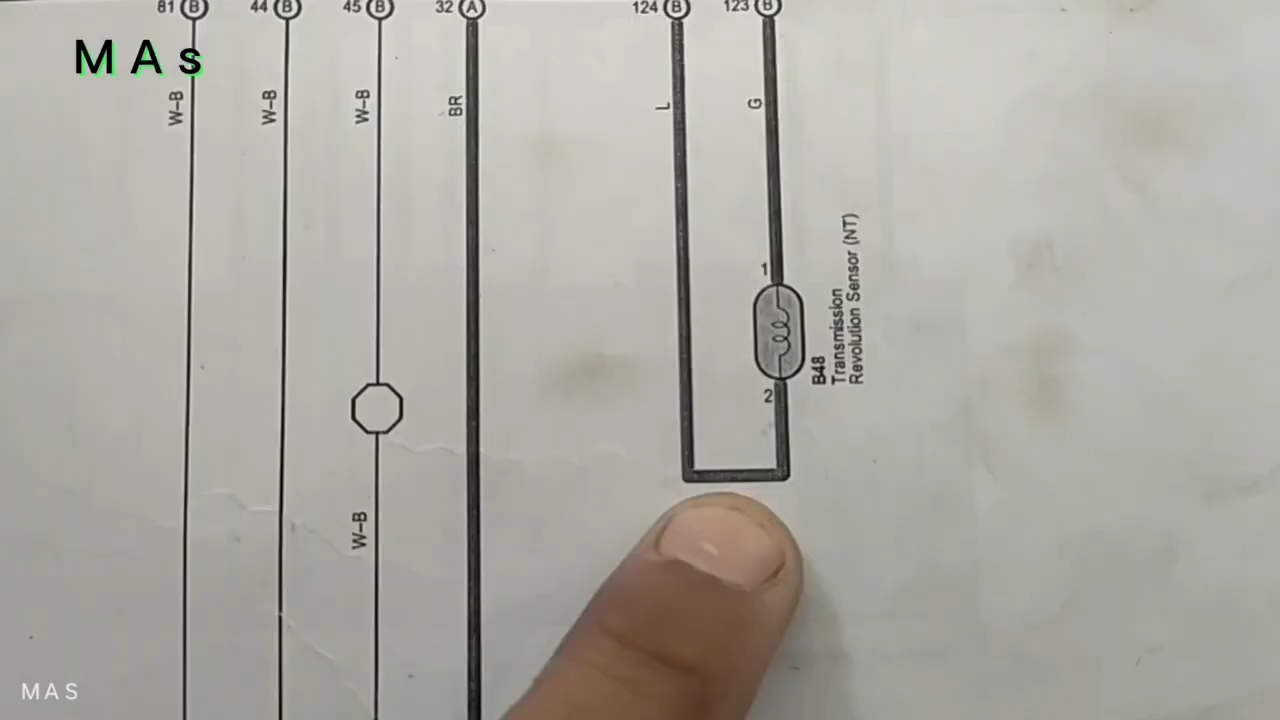 81 B
44 B
45 B
32 A
124 B
123 B
M A s
W-B
W-B
W-B
BR
L
G
1
2
B48
Transmission
Revolution Sensor (NT)
W-B
M A S